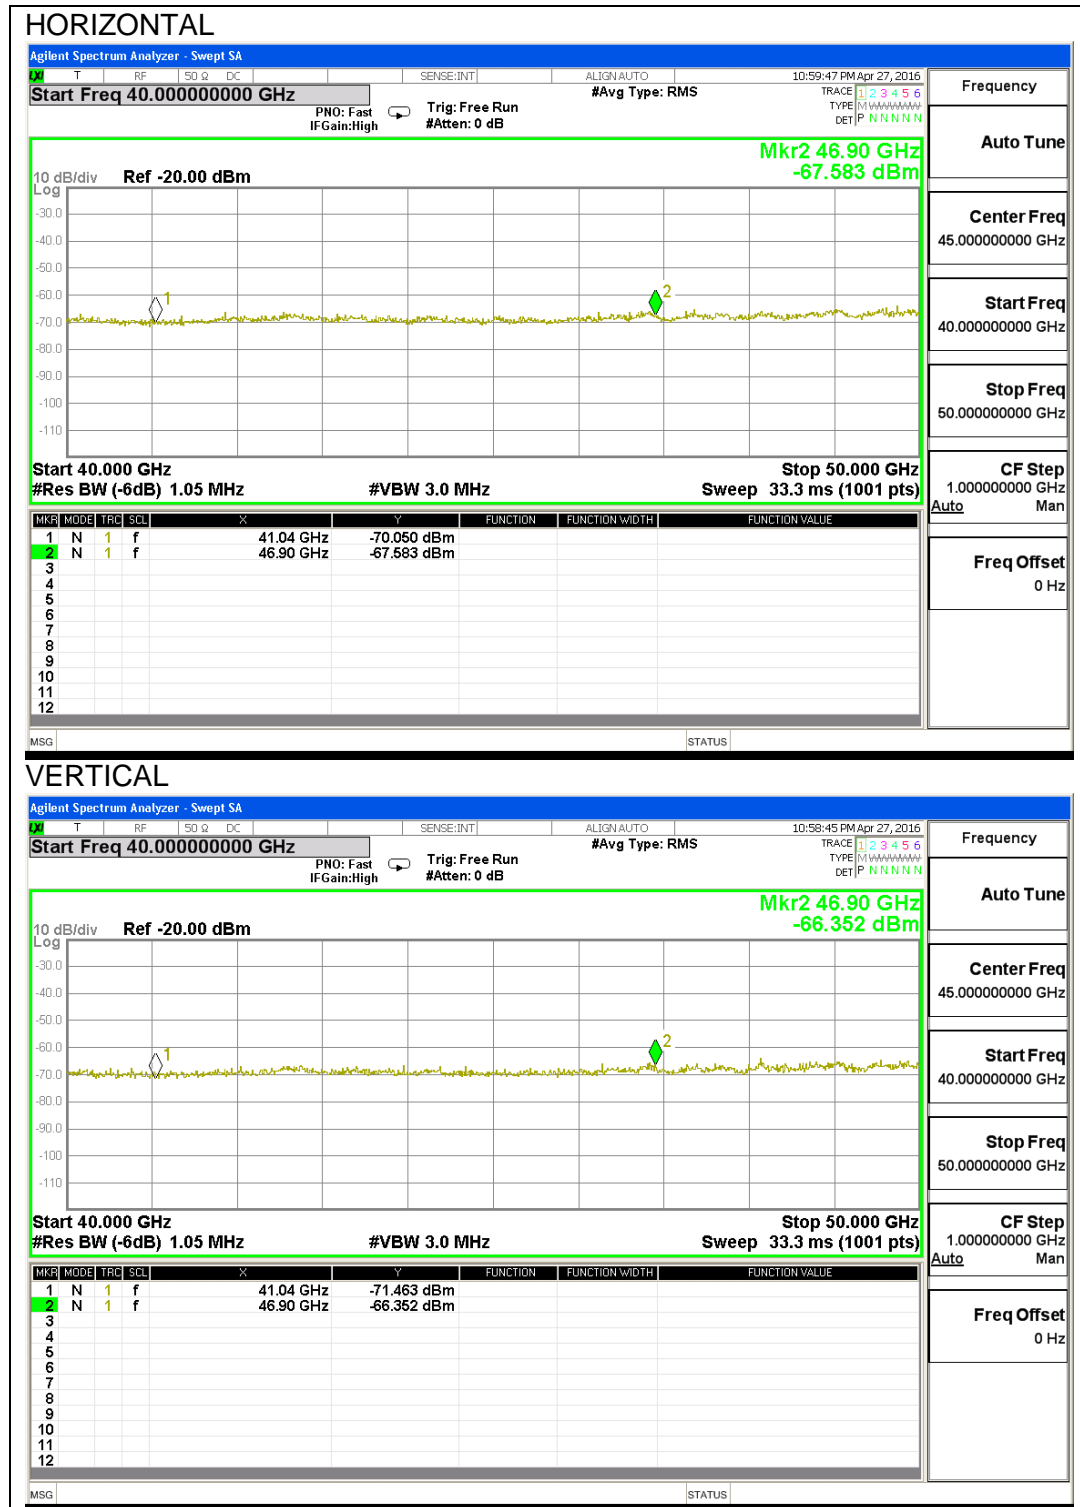 HORIZONTAL
Agilent Spectrum Analyzer - Swept SA
LXI T RF 50 Ω DC SENSE:INT ALIGN AUTO 10:59:47 PM Apr 27, 2016
Start Freq 40.000000000 GHz #Avg Type: RMS TRACE 1 2 3 4 5 6
PNO: Fast Trig: Free Run TYPE M WWWWW
IFGain:High #Atten: 0 dB DET P N N N N N
Frequency
Auto Tune
Mkr2 46.90 GHz
10 dB/div Ref -20.00 dBm -67.583 dBm
Log
-30.0
-40.0
-50.0
-60.0
-70.0
-80.0
-90.0
-100
-110
1
2
Center Freq
45.000000000 GHz
Start Freq
40.000000000 GHz
Stop Freq
50.000000000 GHz
Start 40.000 GHz Stop 50.000 GHz
#Res BW (-6dB) 1.05 MHz #VBW 3.0 MHz Sweep 33.3 ms (1001 pts)
CF Step
1.000000000 GHz
Auto Man
MKR MODE TRC SCL X Y FUNCTION FUNCTION WIDTH FUNCTION VALUE
1 N 1 f 41.04 GHz -70.050 dBm
2 N 1 f 46.90 GHz -67.583 dBm
3
4
5
6
7
8
9
10
11
12
Freq Offset
0 Hz
MSG STATUS
VERTICAL
Agilent Spectrum Analyzer - Swept SA
LXI T RF 50 Ω DC SENSE:INT ALIGN AUTO 10:58:45 PM Apr 27, 2016
Start Freq 40.000000000 GHz #Avg Type: RMS TRACE 1 2 3 4 5 6
PNO: Fast Trig: Free Run TYPE M WWWWW
IFGain:High #Atten: 0 dB DET P N N N N N
Frequency
Auto Tune
Mkr2 46.90 GHz
10 dB/div Ref -20.00 dBm -66.352 dBm
Log
-30.0
-40.0
-50.0
-60.0
-70.0
-80.0
-90.0
-100
-110
1
2
Center Freq
45.000000000 GHz
Start Freq
40.000000000 GHz
Stop Freq
50.000000000 GHz
Start 40.000 GHz Stop 50.000 GHz
#Res BW (-6dB) 1.05 MHz #VBW 3.0 MHz Sweep 33.3 ms (1001 pts)
CF Step
1.000000000 GHz
Auto Man
MKR MODE TRC SCL X Y FUNCTION FUNCTION WIDTH FUNCTION VALUE
1 N 1 f 41.04 GHz -71.463 dBm
2 N 1 f 46.90 GHz -66.352 dBm
3
4
5
6
7
8
9
10
11
12
Freq Offset
0 Hz
MSG STATUS